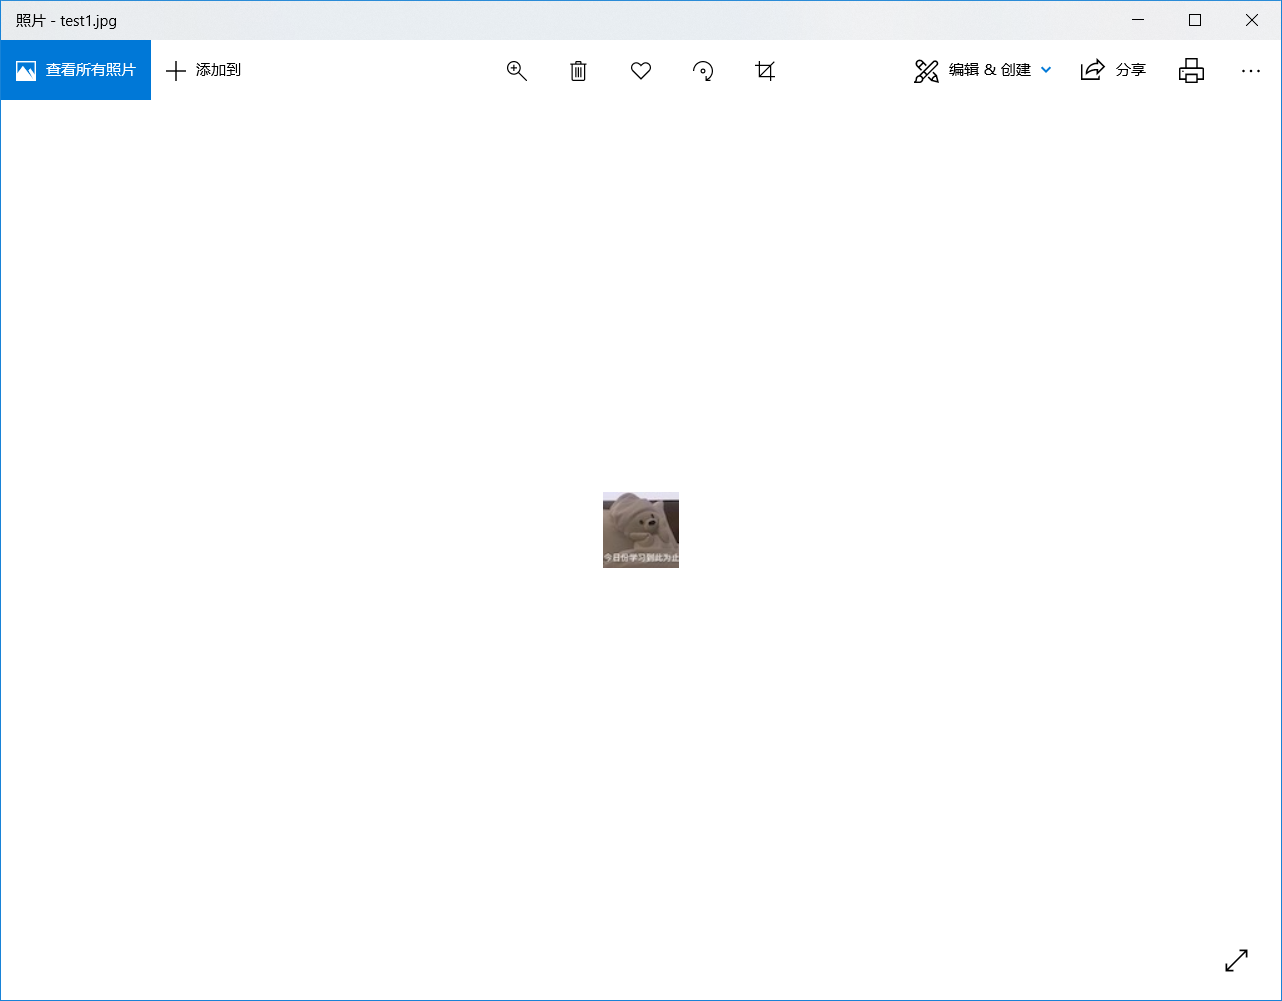 照片 - test1.jpg
查看所有照片
添加到
编辑 & 创建
分享
今日份学习到此为止